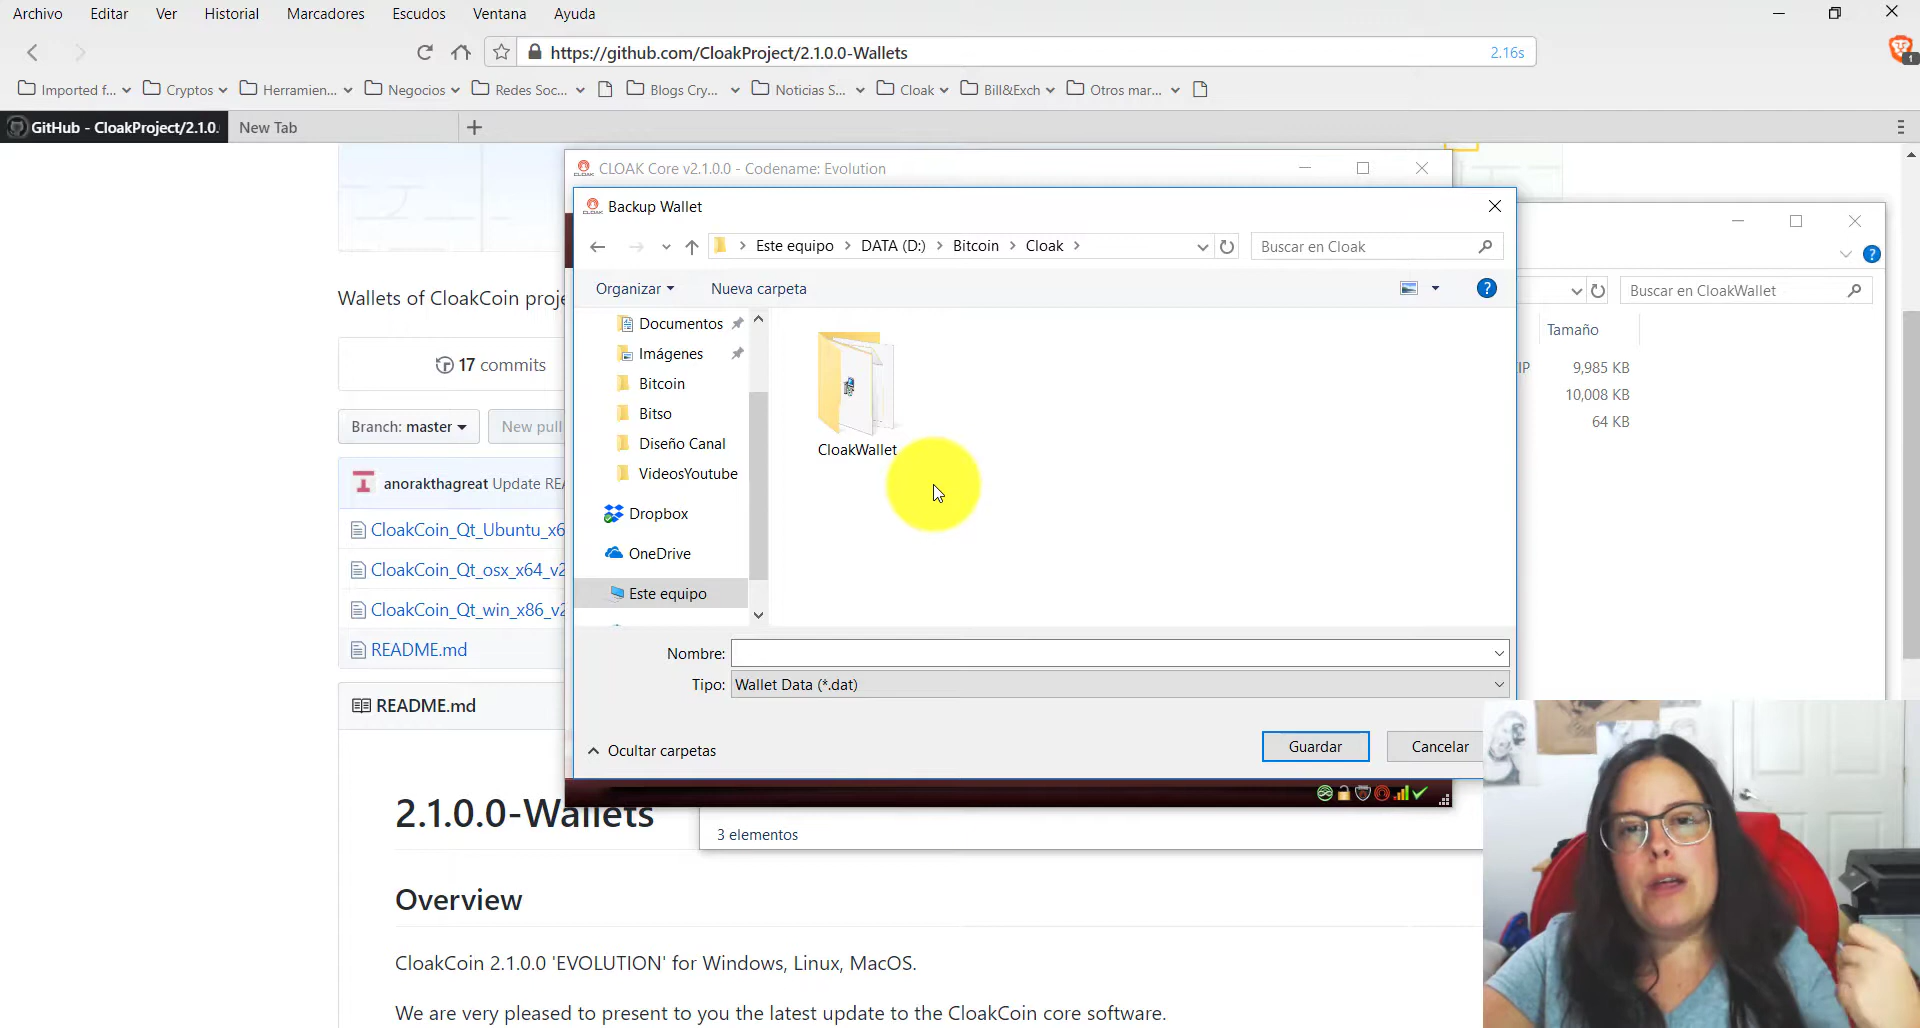 Archivo Editar Ver Historial Marcadores Escudos Ventana Ayuda
https://github.com/CloakProject/2.1.0.0-Wallets 2.16s
1
Imported f... Cryptos Herramien... Negocios Redes Soc... Blogs Cry... Noticias S... Cloak Bill&Exch Otros mar...
GitHub - CloakProject/2.1.0. New Tab
CLOAK Core v2.1.0.0 - Codename: Evolution
Backup Wallet
Este equipo DATA (D:) Bitcoin Cloak Buscar en Cloak
Organizar Nueva carpeta
Buscar en CloakWallet
Tamaño
IP 9,985 KB
10,008 KB
64 KB
Documentos
Imágenes
Bitcoin
Bitso
Diseño Canal
VideosYoutube
Dropbox
OneDrive
Este equipo
CloakWallet
Nombre:
Tipo: Wallet Data (*.dat)
Ocultar carpetas Guardar Cancelar
3 elementos
Wallets of CloakCoin proje
17 commits
Branch: master New pull
anorakthagreat Update REA
CloakCoin_Qt_Ubuntu_x6
CloakCoin_Qt_osx_x64_v2
CloakCoin_Qt_win_x86_v2
README.md
README.md
2.1.0.0-Wallets
Overview
CloakCoin 2.1.0.0 'EVOLUTION' for Windows, Linux, MacOS.
We are very pleased to present to you the latest update to the CloakCoin core software.